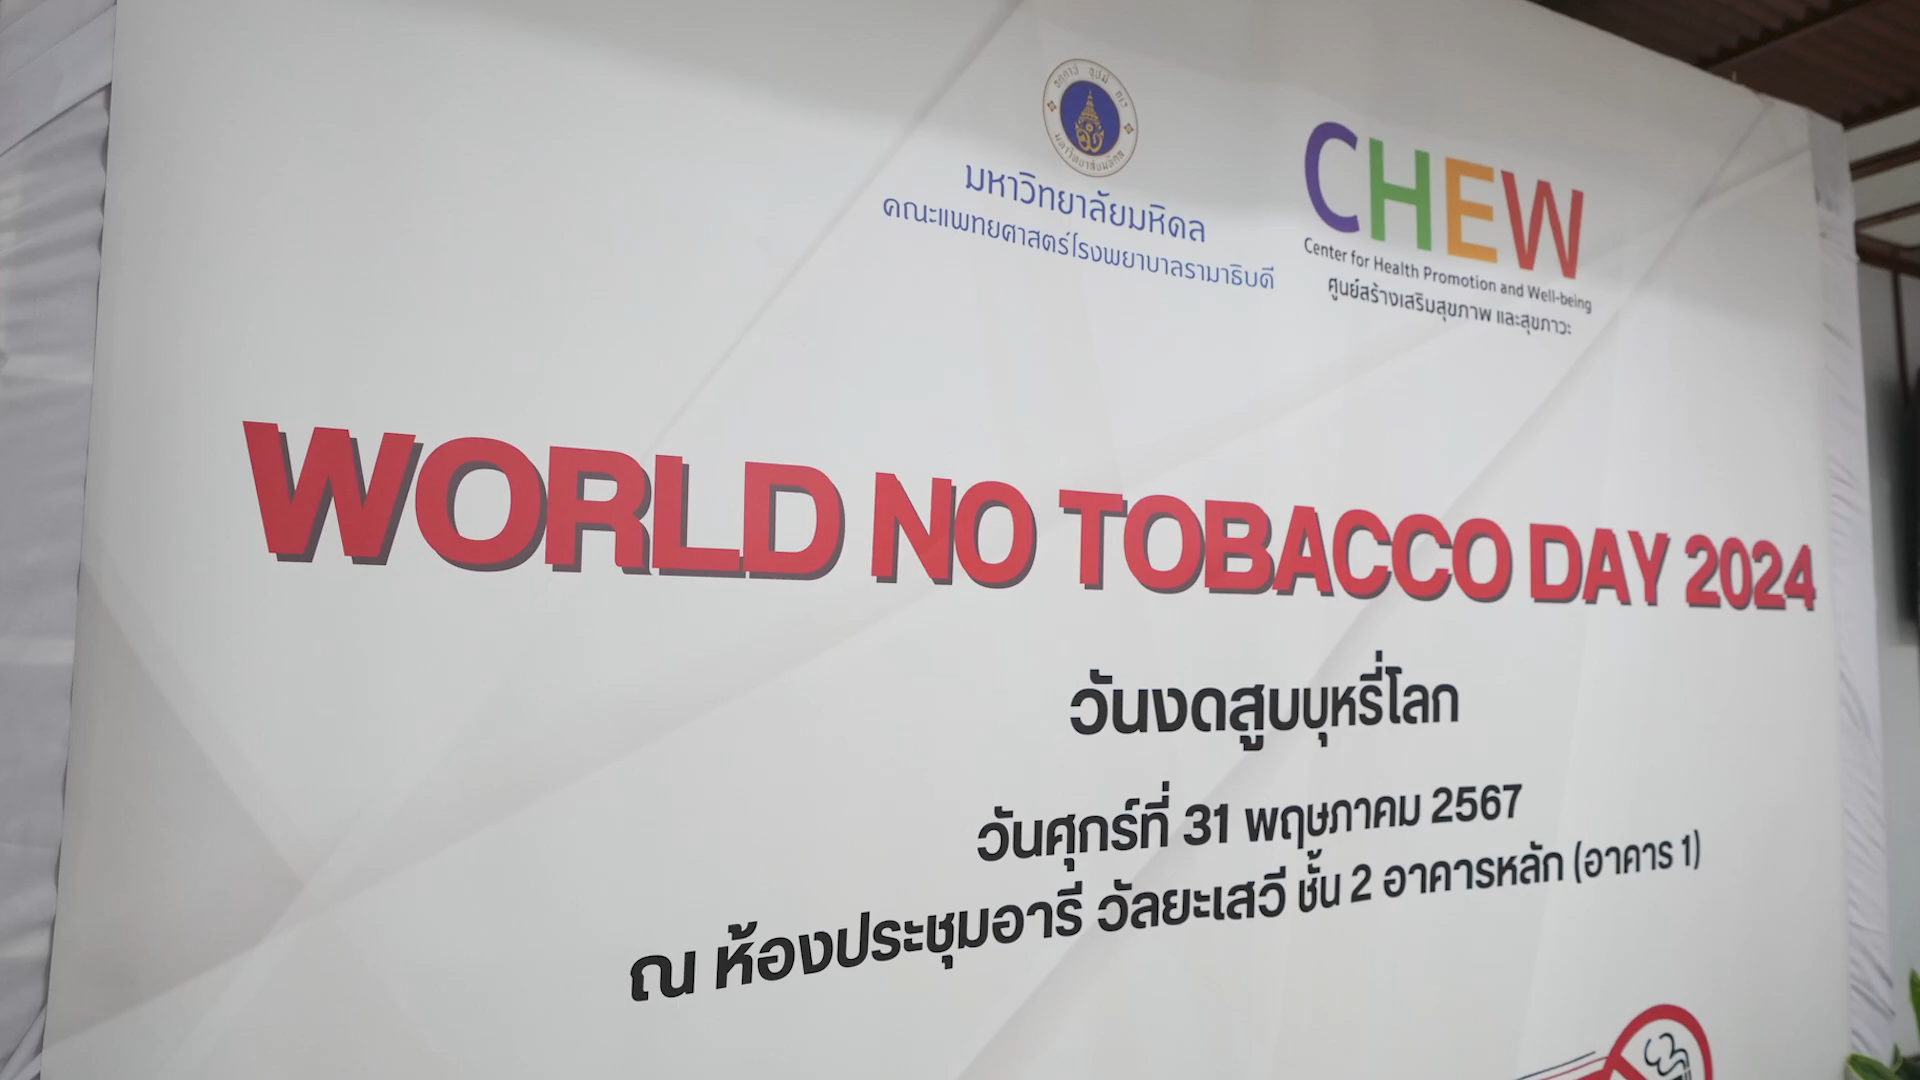 มหาวิทยาลัยมหิดล
คณะแพทยศาสตร์โรงพยาบาลรามาธิบดี
CHEW
Center for Health Promotion and Well-being
ศูนย์สร้างเสริมสุขภาพ และสุขภาวะ
WORLD NO TOBACCO DAY 2024
วันงดสูบบุหรี่โลก
วันศุกร์ที่ 31 พฤษภาคม 2567
ณ ห้องประชุมอารี วัลยะเสวี ชั้น 2 อาคารหลัก (อาคาร 1)